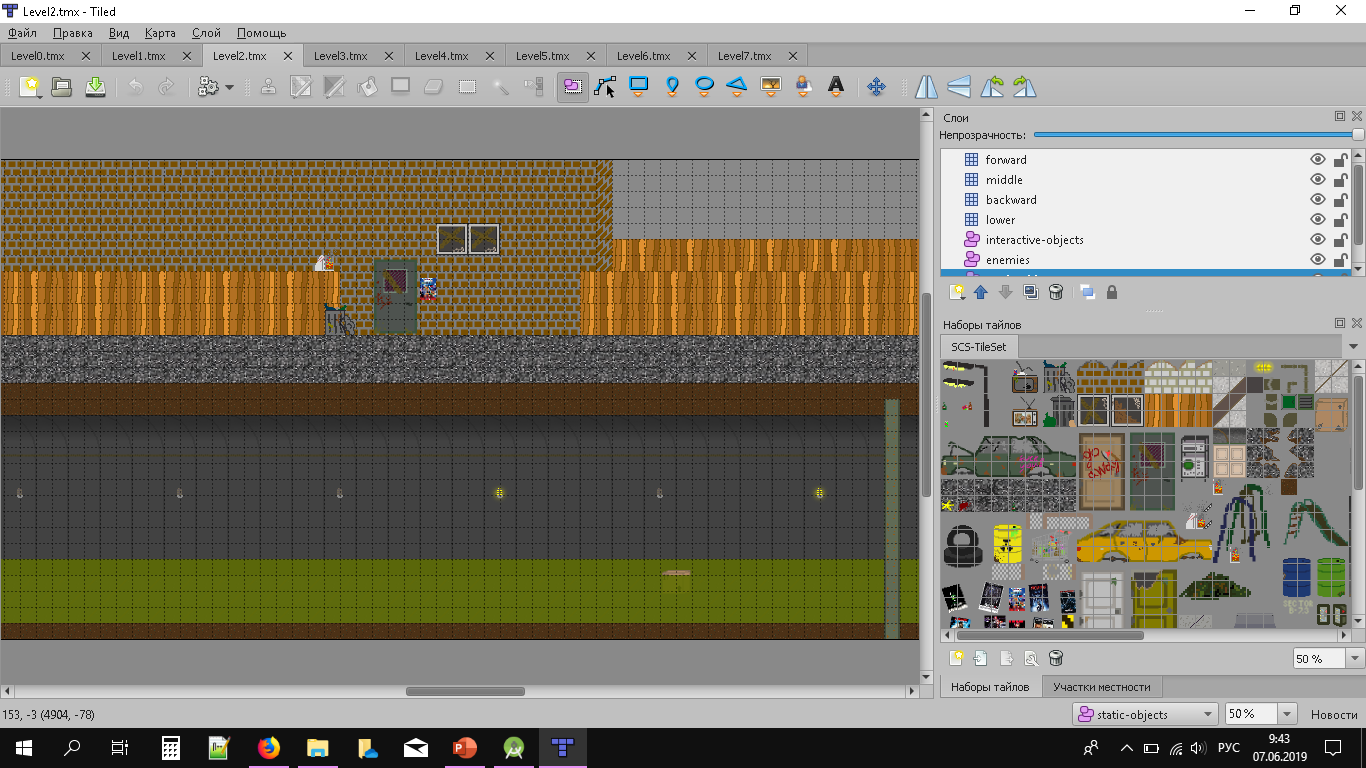 Level2.tmx - Tiled
Файл Правка Вид Карта Слой Помощь
Level0.tmx Level1.tmx Level2.tmx Level3.tmx Level4.tmx Level5.tmx Level6.tmx Level7.tmx
Слои
Непрозрачность:
forward
middle
backward
lower
interactive-objects
enemies
Наборы тайлов
SCS-TileSet
SECTOR
50 %
Наборы тайлов Участки местности
153, -3 (4904, -78)
static-objects 50 % Новости
РУС
9:43
07.06.2019